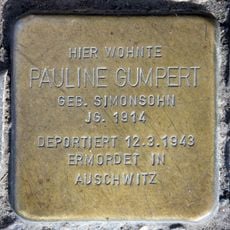 HIER WOHNTE
PAULINE GUMPERT
GEB. SIMONSOHN
JG. 1914
DEPORTIERT 12.3.1943
ERMORDET IN
AUSCHWITZ